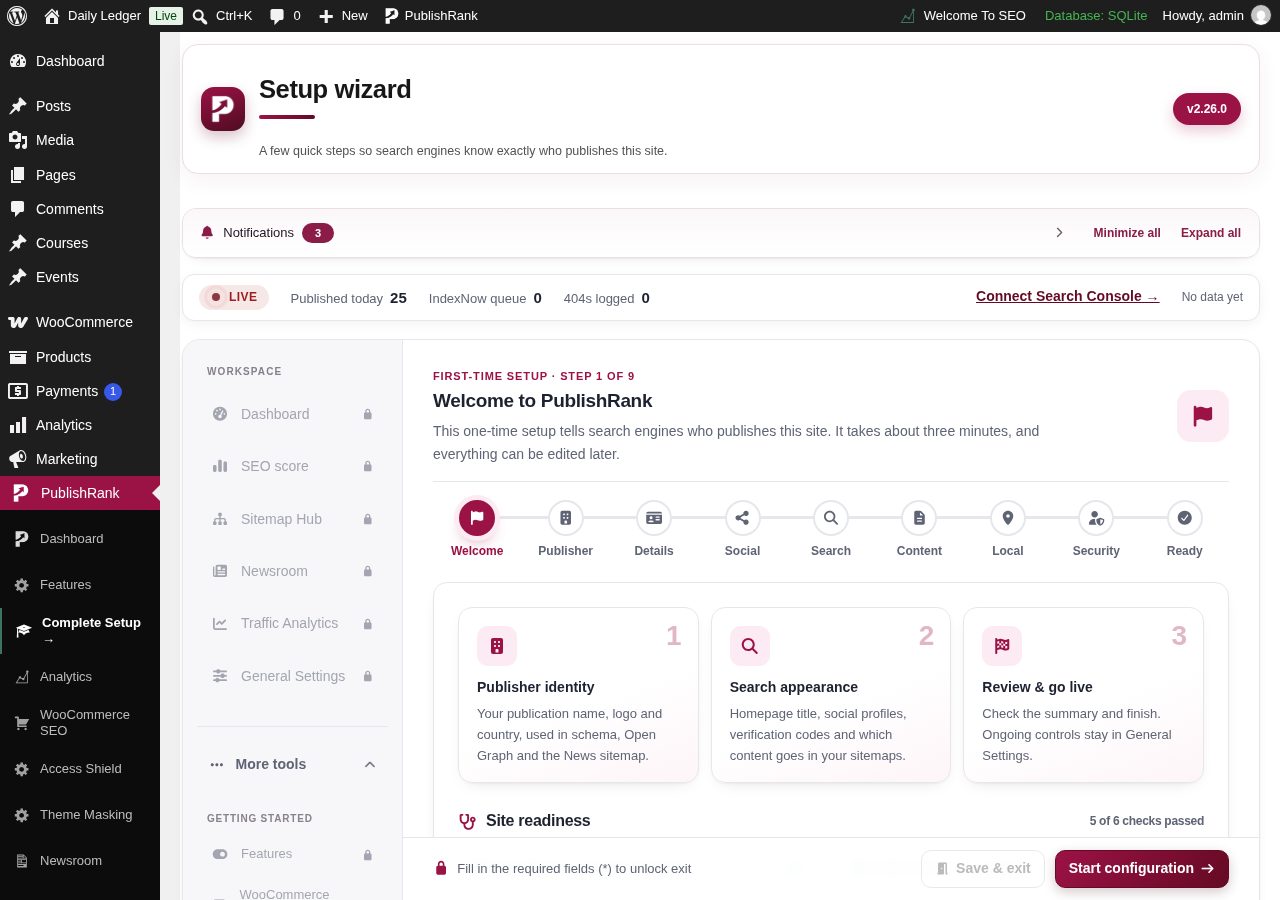 Daily Ledger
Live
Ctrl+K
0
New
PublishRank
Welcome To SEO
Database: SQLite
Howdy, admin
Dashboard
Posts
Media
Pages
Comments
Courses
Events
WooCommerce
Products
Payments 1
Analytics
Marketing
PublishRank
Dashboard
Features
Complete Setup
→
Analytics
WooCommerce
SEO
Access Shield
Theme Masking
Newsroom
Setup wizard
A few quick steps so search engines know exactly who publishes this site.
v2.26.0
Notifications 3
Minimize all
Expand all
LIVE
Published today 25
IndexNow queue 0
404s logged 0
Connect Search Console →
No data yet
WORKSPACE
Dashboard
SEO score
Sitemap Hub
Newsroom
Traffic Analytics
General Settings
More tools
GETTING STARTED
Features
WooCommerce
FIRST-TIME SETUP · STEP 1 OF 9
Welcome to PublishRank
This one-time setup tells search engines who publishes this site. It takes about three minutes, and
everything can be edited later.
Welcome
Publisher
Details
Social
Search
Content
Local
Security
Ready
1
Publisher identity
Your publication name, logo and
country, used in schema, Open
Graph and the News sitemap.
2
Search appearance
Homepage title, social profiles,
verification codes and which
content goes in your sitemaps.
3
Review & go live
Check the summary and finish.
Ongoing controls stay in General
Settings.
Site readiness
5 of 6 checks passed
Fill in the required fields (*) to unlock exit
Save & exit
Start configuration →